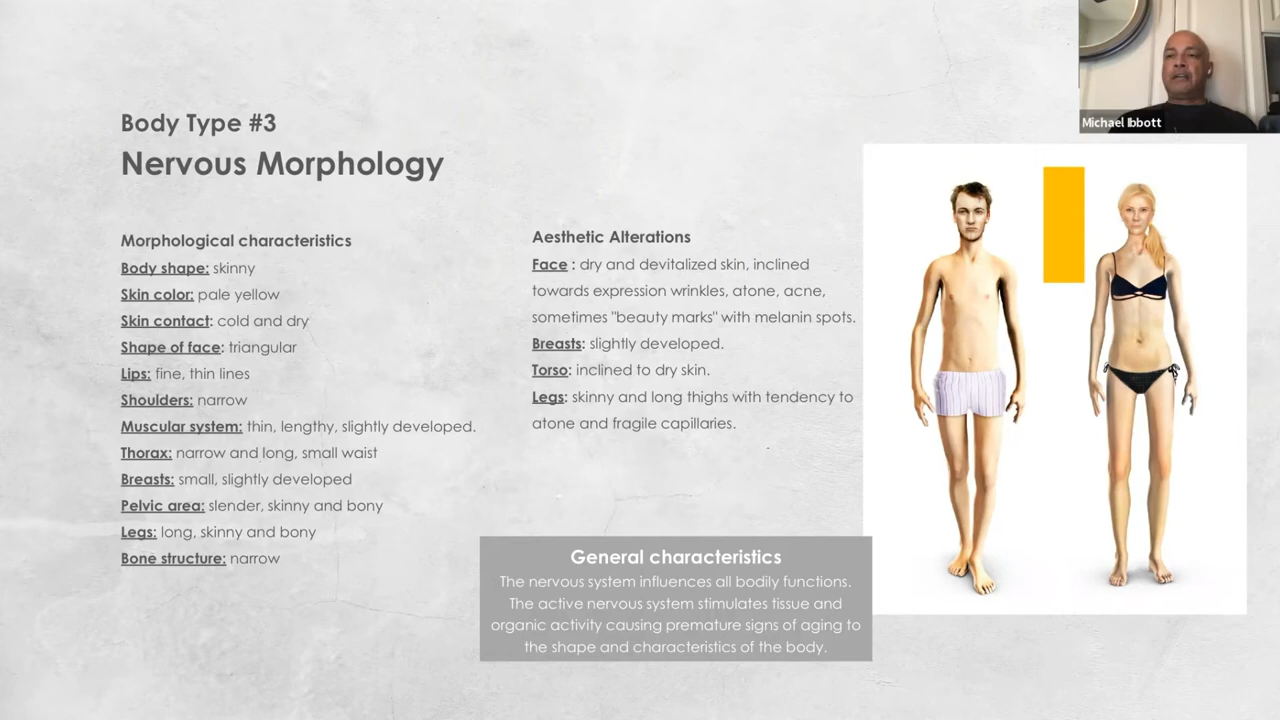 Michael Ibbott
Body Type #3
Nervous Morphology
Morphological characteristics
Body shape: skinny
Skin color: pale yellow
Skin contact: cold and dry
Shape of face: triangular
Lips: fine, thin lines
Shoulders: narrow
Muscular system: thin, lengthy, slightly developed.
Thorax: narrow and long, small waist
Breasts: small, slightly developed
Pelvic area: slender, skinny and bony
Legs: long, skinny and bony
Bone structure: narrow
Aesthetic Alterations
Face : dry and devitalized skin, inclined
towards expression wrinkles, atone, acne,
sometimes "beauty marks" with melanin spots.
Breasts: slightly developed.
Torso: inclined to dry skin.
Legs: skinny and long thighs with tendency to
atone and fragile capillaries.
General characteristics
The nervous system influences all bodily functions.
The active nervous system stimulates tissue and
organic activity causing premature signs of aging to
the shape and characteristics of the body.